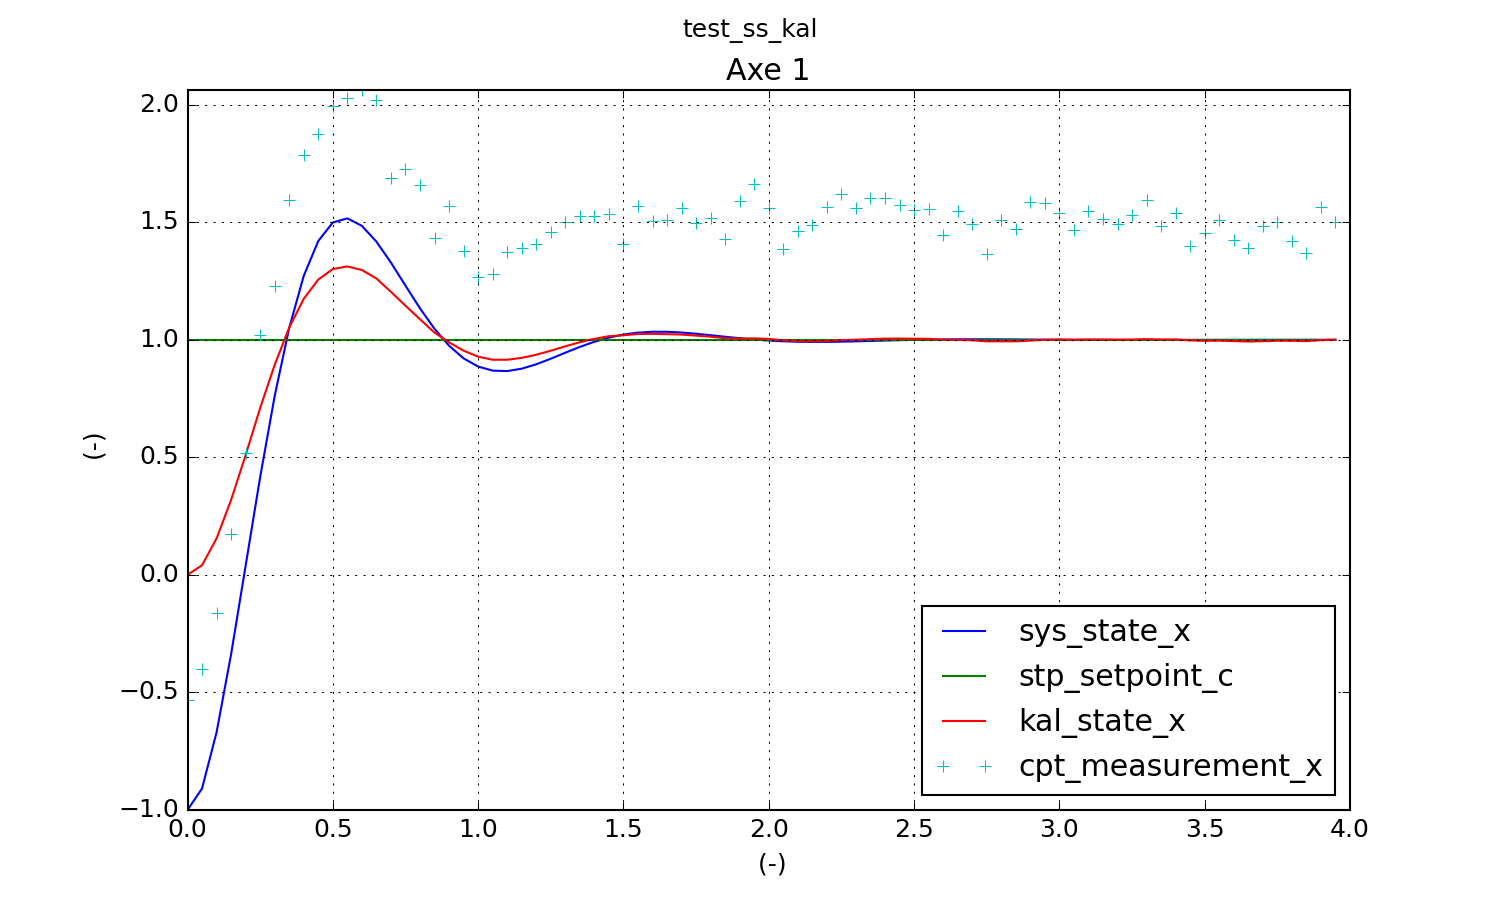 test_ss_kal
Axe 1
2.0
1.5
1.0
0.5
0.0
−0.5
−1.0
(-)
0.0 0.5 1.0 1.5 2.0 2.5 3.0 3.5 4.0
(-)
sys_state_x
stp_setpoint_c
kal_state_x
cpt_measurement_x